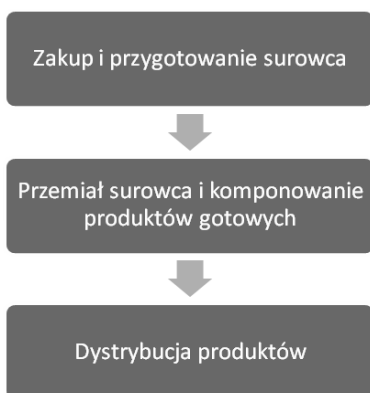 Zakup i przygotowanie surowca
Przemiał surowca i komponowanie
produktów gotowych
Dystrybucja produktów